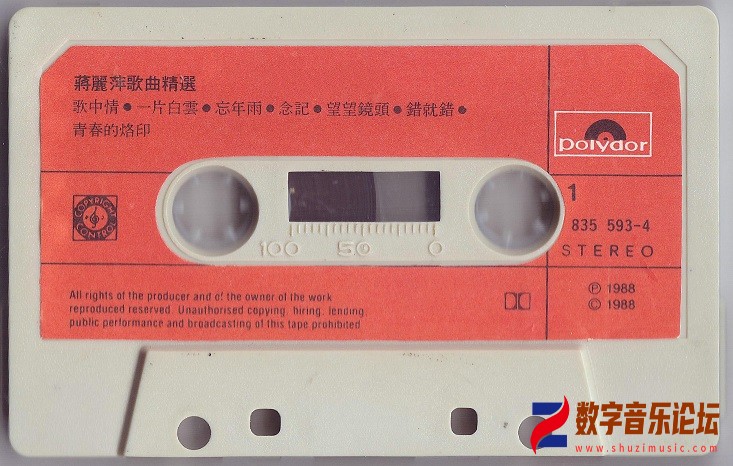 蔣麗萍歌曲精選
歌中情●一片白雲●忘年雨●念記●望望鏡頭●錯就錯●
青春的烙印
polydor
COPYRIGHT
CONTROL
1
835 593-4
STEREO
100 50 0
All rights of the producer and of the owner of the work
reproduced reserved. Unauthorised copying, hiring, lending,
public performance and broadcasting of this tape prohibited
℗ 1988
© 1988
数字音乐论坛
www.shuzimusic.com